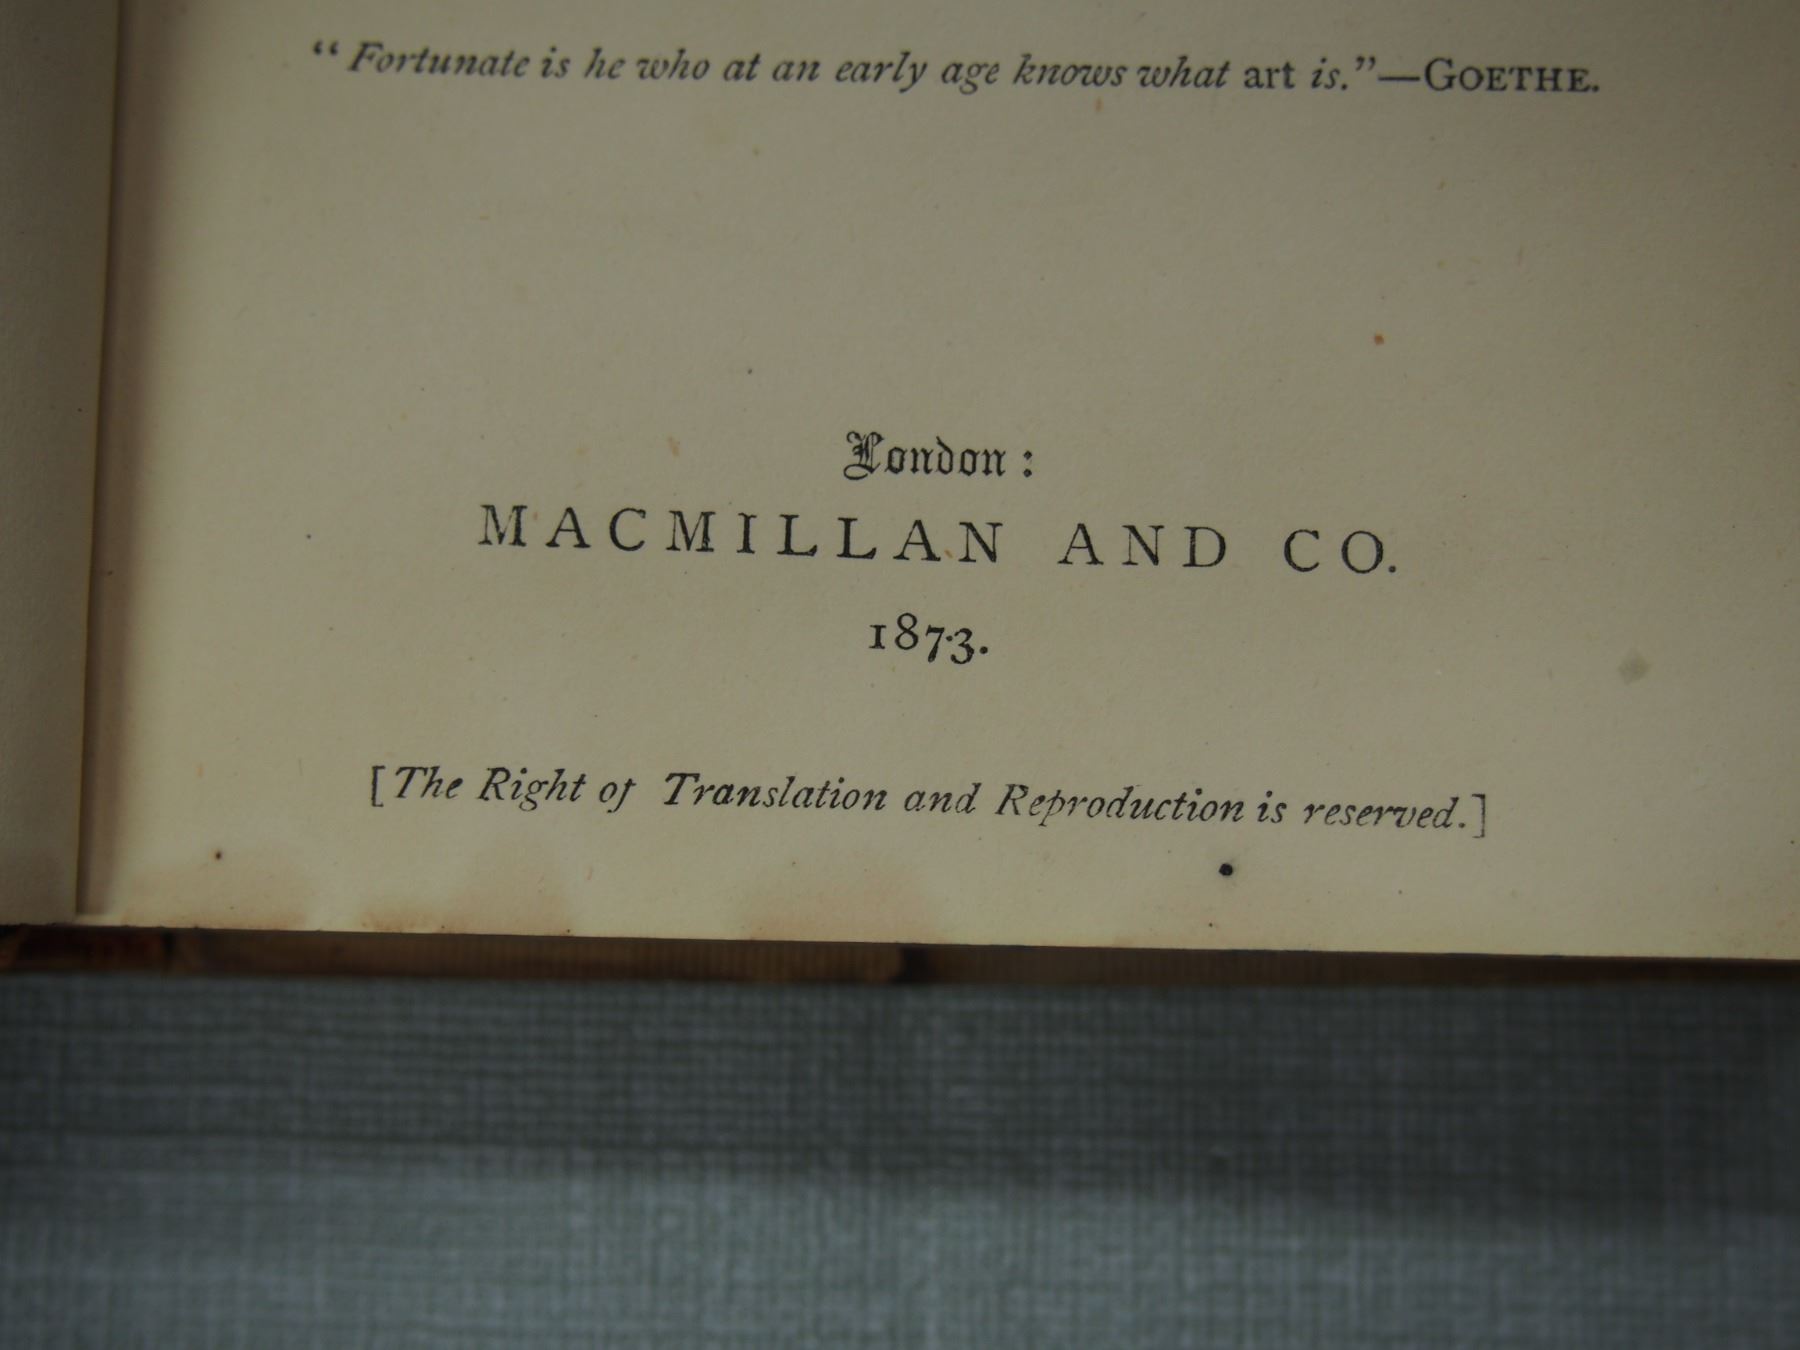 “Fortunate is he who at an early age knows what art is.”—GOETHE.
London:
MACMILLAN AND CO.
1873.
[The Right of Translation and Reproduction is reserved.]